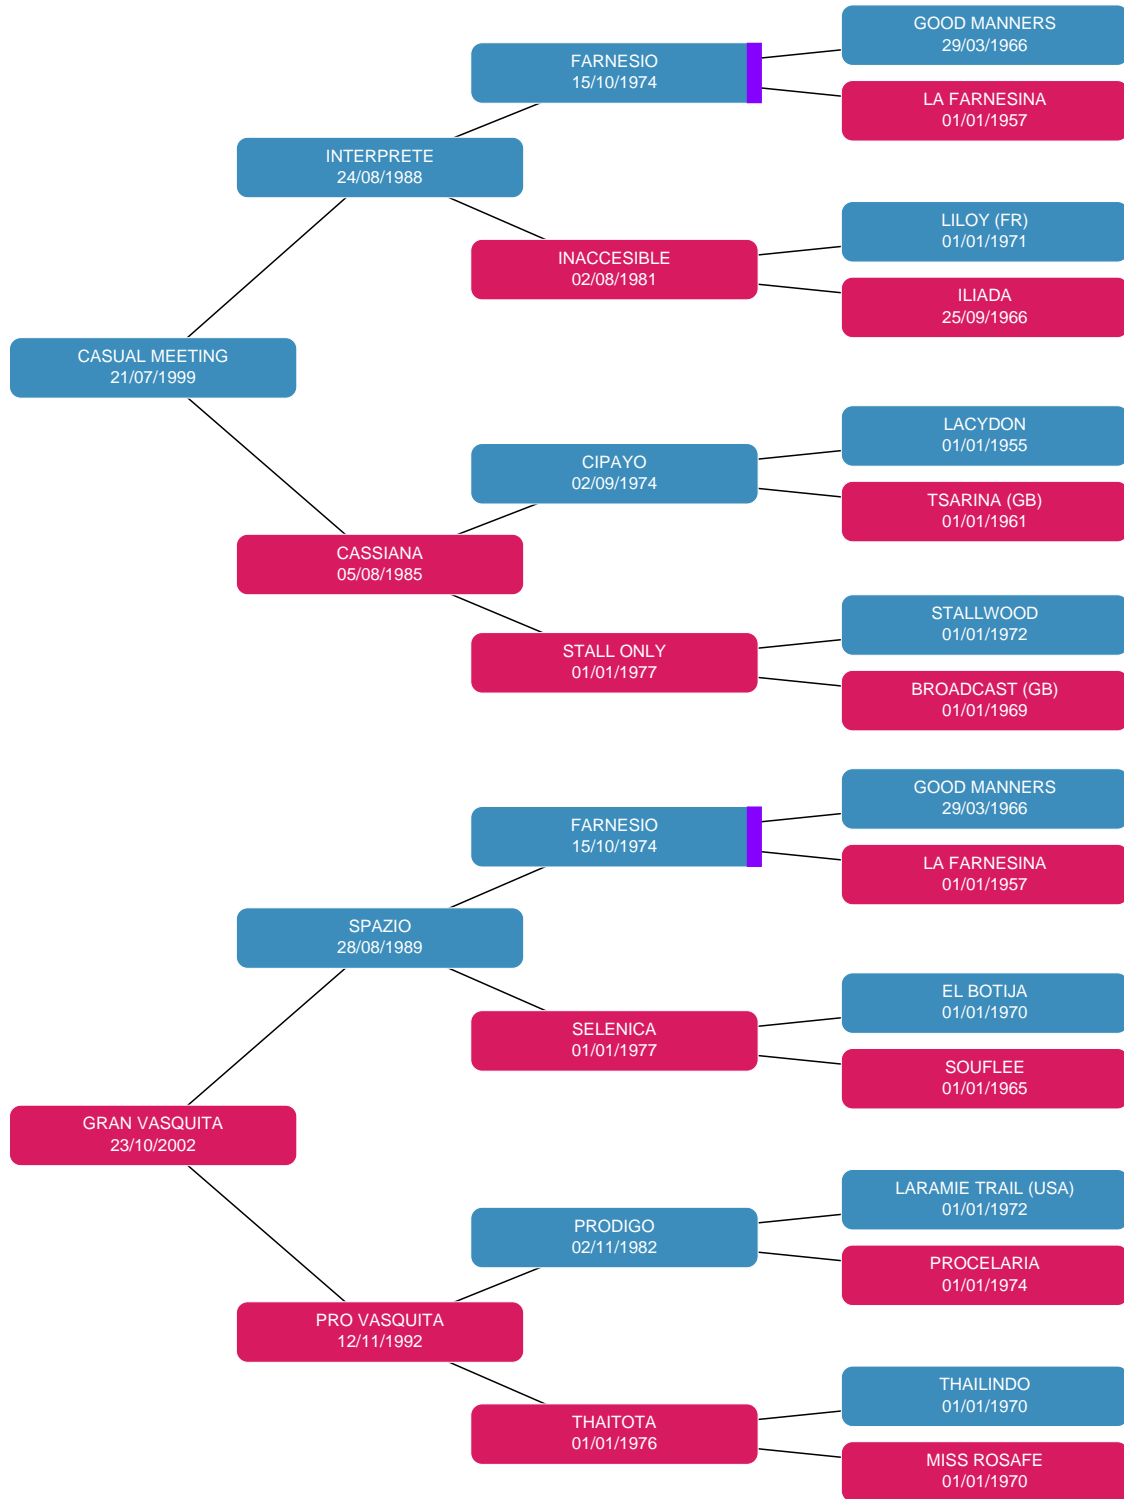 GOOD MANNERS
29/03/1966
FARNESIO
15/10/1974
LA FARNESINA
01/01/1957
INTERPRETE
24/08/1988
LILOY (FR)
01/01/1971
INACCESIBLE
02/08/1981
ILIADA
25/09/1966
CASUAL MEETING
21/07/1999
LACYDON
01/01/1955
CIPAYO
02/09/1974
TSARINA (GB)
01/01/1961
CASSIANA
05/08/1985
STALLWOOD
01/01/1972
STALL ONLY
01/01/1977
BROADCAST (GB)
01/01/1969
GOOD MANNERS
29/03/1966
FARNESIO
15/10/1974
LA FARNESINA
01/01/1957
SPAZIO
28/08/1989
EL BOTIJA
01/01/1970
SELENICA
01/01/1977
SOUFLEE
01/01/1965
GRAN VASQUITA
23/10/2002
LARAMIE TRAIL (USA)
01/01/1972
PRODIGO
02/11/1982
PROCELARIA
01/01/1974
PRO VASQUITA
12/11/1992
THAILINDO
01/01/1970
THAITOTA
01/01/1976
MISS ROSAFE
01/01/1970